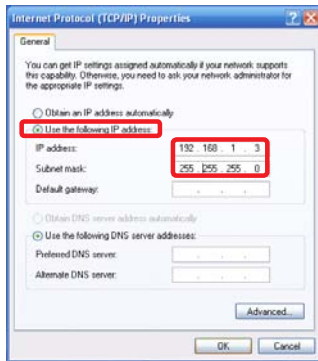 Internet Protocol (TCP/IP) Properties
General
You can get IP settings assigned automatically if your network supports
this capability. Otherwise, you need to ask your network administrator for
the appropriate IP settings.
Obtain an IP address automatically
Use the following IP address:
IP address: 192 . 168 . 1 . 3
Subnet mask: 255 . 255 . 255 . 0
Default gateway: . . .
Obtain DNS server address automatically
Use the following DNS server addresses:
Preferred DNS server: . . .
Alternate DNS server: . . .
Advanced...
OK Cancel